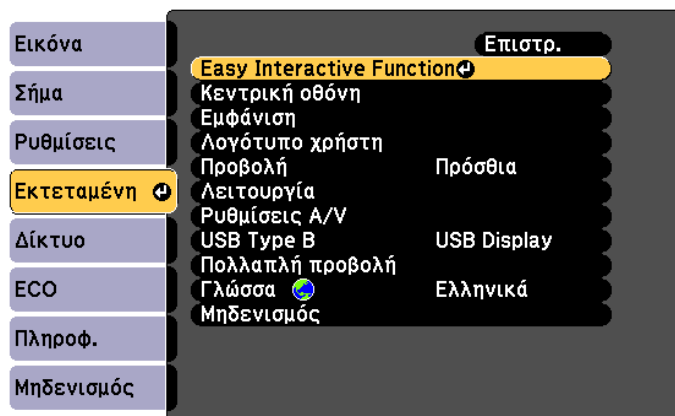 Εικόνα
Σήμα
Ρυθμίσεις
Εκτεταμένη
Δίκτυο
ECO
Πληροφ.
Μηδενισμός
Επιστρ.
Easy Interactive Function
Κεντρική οθόνη
Εμφάνιση
Λογότυπο χρήστη
Προβολή Πρόσθια
Λειτουργία
Ρυθμίσεις A/V
USB Type B USB Display
Πολλαπλή προβολή
Γλώσσα Ελληνικά
Μηδενισμός